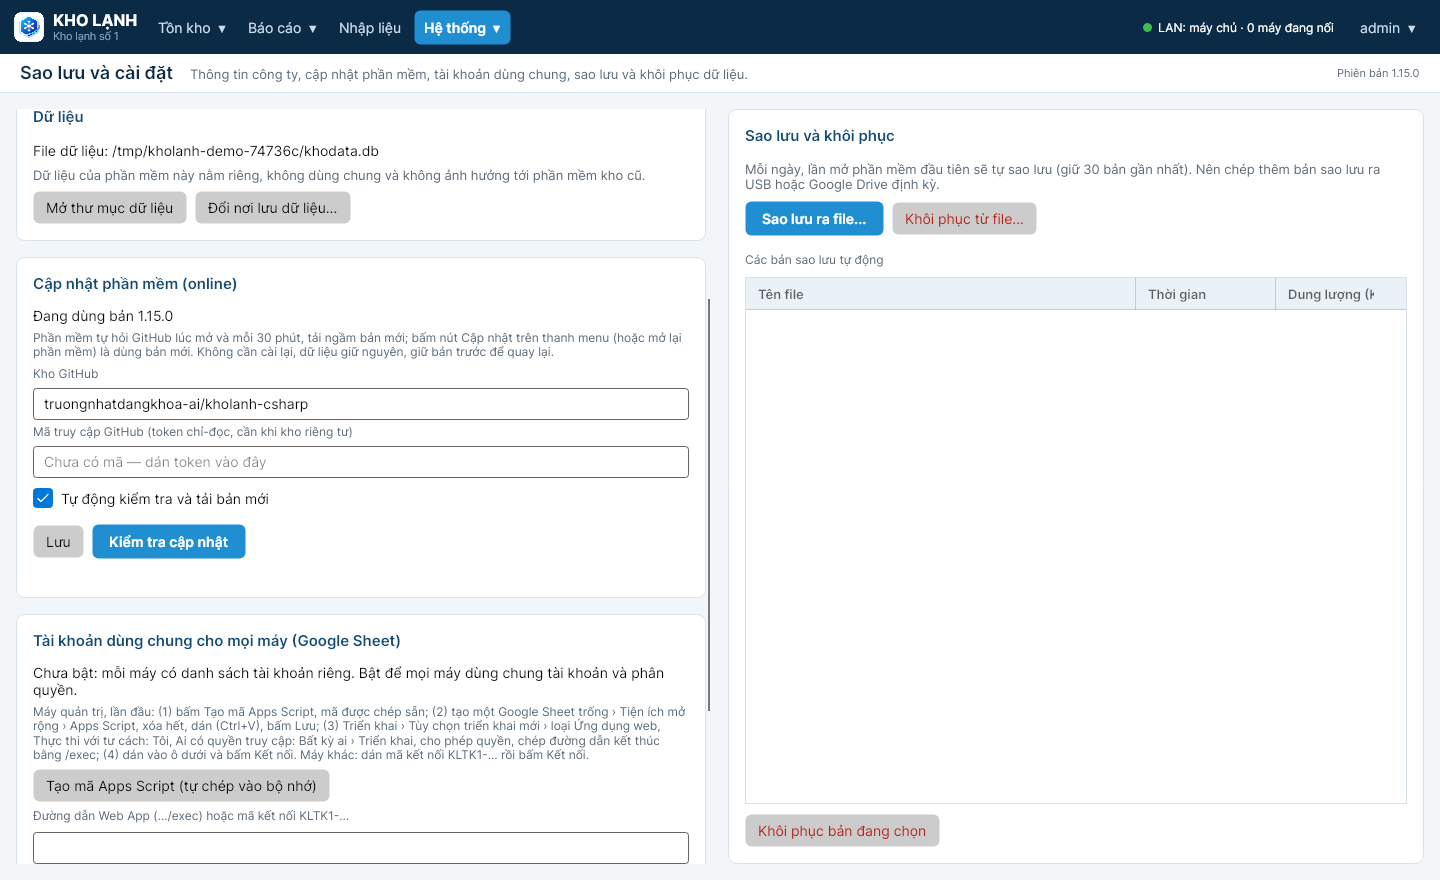 KHO LẠNH
Kho lạnh số 1
Tồn kho ▾
Báo cáo ▾
Nhập liệu
Hệ thống ▾
LAN: máy chủ · 0 máy đang nối
admin ▾
Sao lưu và cài đặt
Thông tin công ty, cập nhật phần mềm, tài khoản dùng chung, sao lưu và khôi phục dữ liệu.
Phiên bản 1.15.0
Dữ liệu
File dữ liệu: /tmp/kholanh-demo-74736c/khodata.db
Dữ liệu của phần mềm này nằm riêng, không dùng chung và không ảnh hưởng tới phần mềm kho cũ.
Mở thư mục dữ liệu
Đổi nơi lưu dữ liệu...
Cập nhật phần mềm (online)
Đang dùng bản 1.15.0
Phần mềm tự hỏi GitHub lúc mở và mỗi 30 phút, tải ngầm bản mới; bấm nút Cập nhật trên thanh menu (hoặc mở lại
phần mềm) là dùng bản mới. Không cần cài lại, dữ liệu giữ nguyên, giữ bản trước để quay lại.
Kho GitHub
truongnhatdangkhoa-ai/kholanh-csharp
Mã truy cập GitHub (token chỉ-đọc, cần khi kho riêng tư)
Chưa có mã — dán token vào đây
Tự động kiểm tra và tải bản mới
Lưu
Kiểm tra cập nhật
Tài khoản dùng chung cho mọi máy (Google Sheet)
Chưa bật: mỗi máy có danh sách tài khoản riêng. Bật để mọi máy dùng chung tài khoản và phân
quyền.
Máy quản trị, lần đầu: (1) bấm Tạo mã Apps Script, mã được chép sẵn; (2) tạo một Google Sheet trống › Tiện ích mở
rộng › Apps Script, xóa hết, dán (Ctrl+V), bấm Lưu; (3) Triển khai › Tùy chọn triển khai mới › loại Ứng dụng web,
Thực thi với tư cách: Tôi, Ai có quyền truy cập: Bất kỳ ai › Triển khai, cho phép quyền, chép đường dẫn kết thúc
bằng /exec; (4) dán vào ô dưới và bấm Kết nối. Máy khác: dán mã kết nối KLTK1-... rồi bấm Kết nối.
Tạo mã Apps Script (tự chép vào bộ nhớ)
Đường dẫn Web App (.../exec) hoặc mã kết nối KLTK1-...
Sao lưu và khôi phục
Mỗi ngày, lần mở phần mềm đầu tiên sẽ tự sao lưu (giữ 30 bản gần nhất). Nên chép thêm bản sao lưu ra
USB hoặc Google Drive định kỳ.
Sao lưu ra file...
Khôi phục từ file...
Các bản sao lưu tự động
Tên file
Thời gian
Dung lượng (K
Khôi phục bản đang chọn